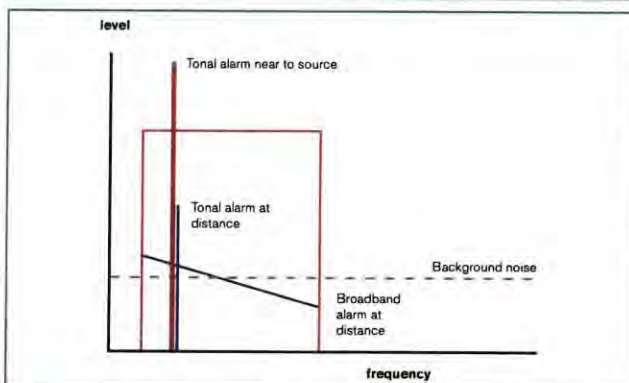 level
Tonal alarm near to source
Tonal alarm at
distance
Background noise
Broadband
alarm at
distance
frequency